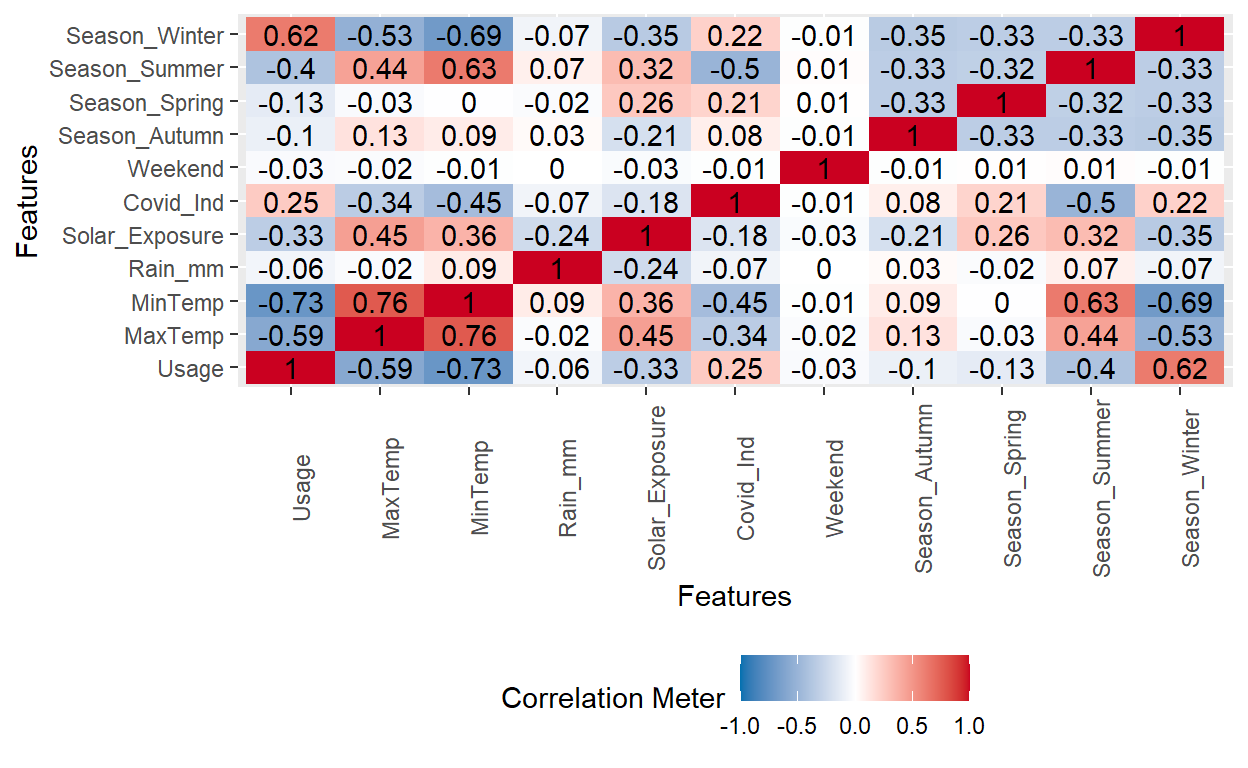 Season_Winter 0.62 -0.53 -0.69 -0.07 -0.35 0.22 -0.01 -0.35 -0.33 -0.33 1
Season_Summer -0.4 0.44 0.63 0.07 0.32 -0.5 0.01 -0.33 -0.32 1 -0.33
Season_Spring -0.13 -0.03 0 -0.02 0.26 0.21 0.01 -0.33 1 -0.32 -0.33
Season_Autumn -0.1 0.13 0.09 0.03 -0.21 0.08 -0.01 1 -0.33 -0.33 -0.35
Weekend -0.03 -0.02 -0.01 0 -0.03 -0.01 1 -0.01 0.01 0.01 -0.01
Covid_Ind 0.25 -0.34 -0.45 -0.07 -0.18 1 -0.01 0.08 0.21 -0.5 0.22
Solar_Exposure -0.33 0.45 0.36 -0.24 1 -0.18 -0.03 -0.21 0.26 0.32 -0.35
Rain_mm -0.06 -0.02 0.09 1 -0.24 -0.07 0 0.03 -0.02 0.07 -0.07
MinTemp -0.73 0.76 1 0.09 0.36 -0.45 -0.01 0.09 0 0.63 -0.69
MaxTemp -0.59 1 0.76 -0.02 0.45 -0.34 -0.02 0.13 -0.03 0.44 -0.53
Usage 1 -0.59 -0.73 -0.06 -0.33 0.25 -0.03 -0.1 -0.13 -0.4 0.62
Features
Usage
MaxTemp
MinTemp
Rain_mm
Solar_Exposure
Covid_Ind
Weekend
Season_Autumn
Season_Spring
Season_Summer
Season_Winter
Features
Correlation Meter
-1.0 -0.5 0.0 0.5 1.0